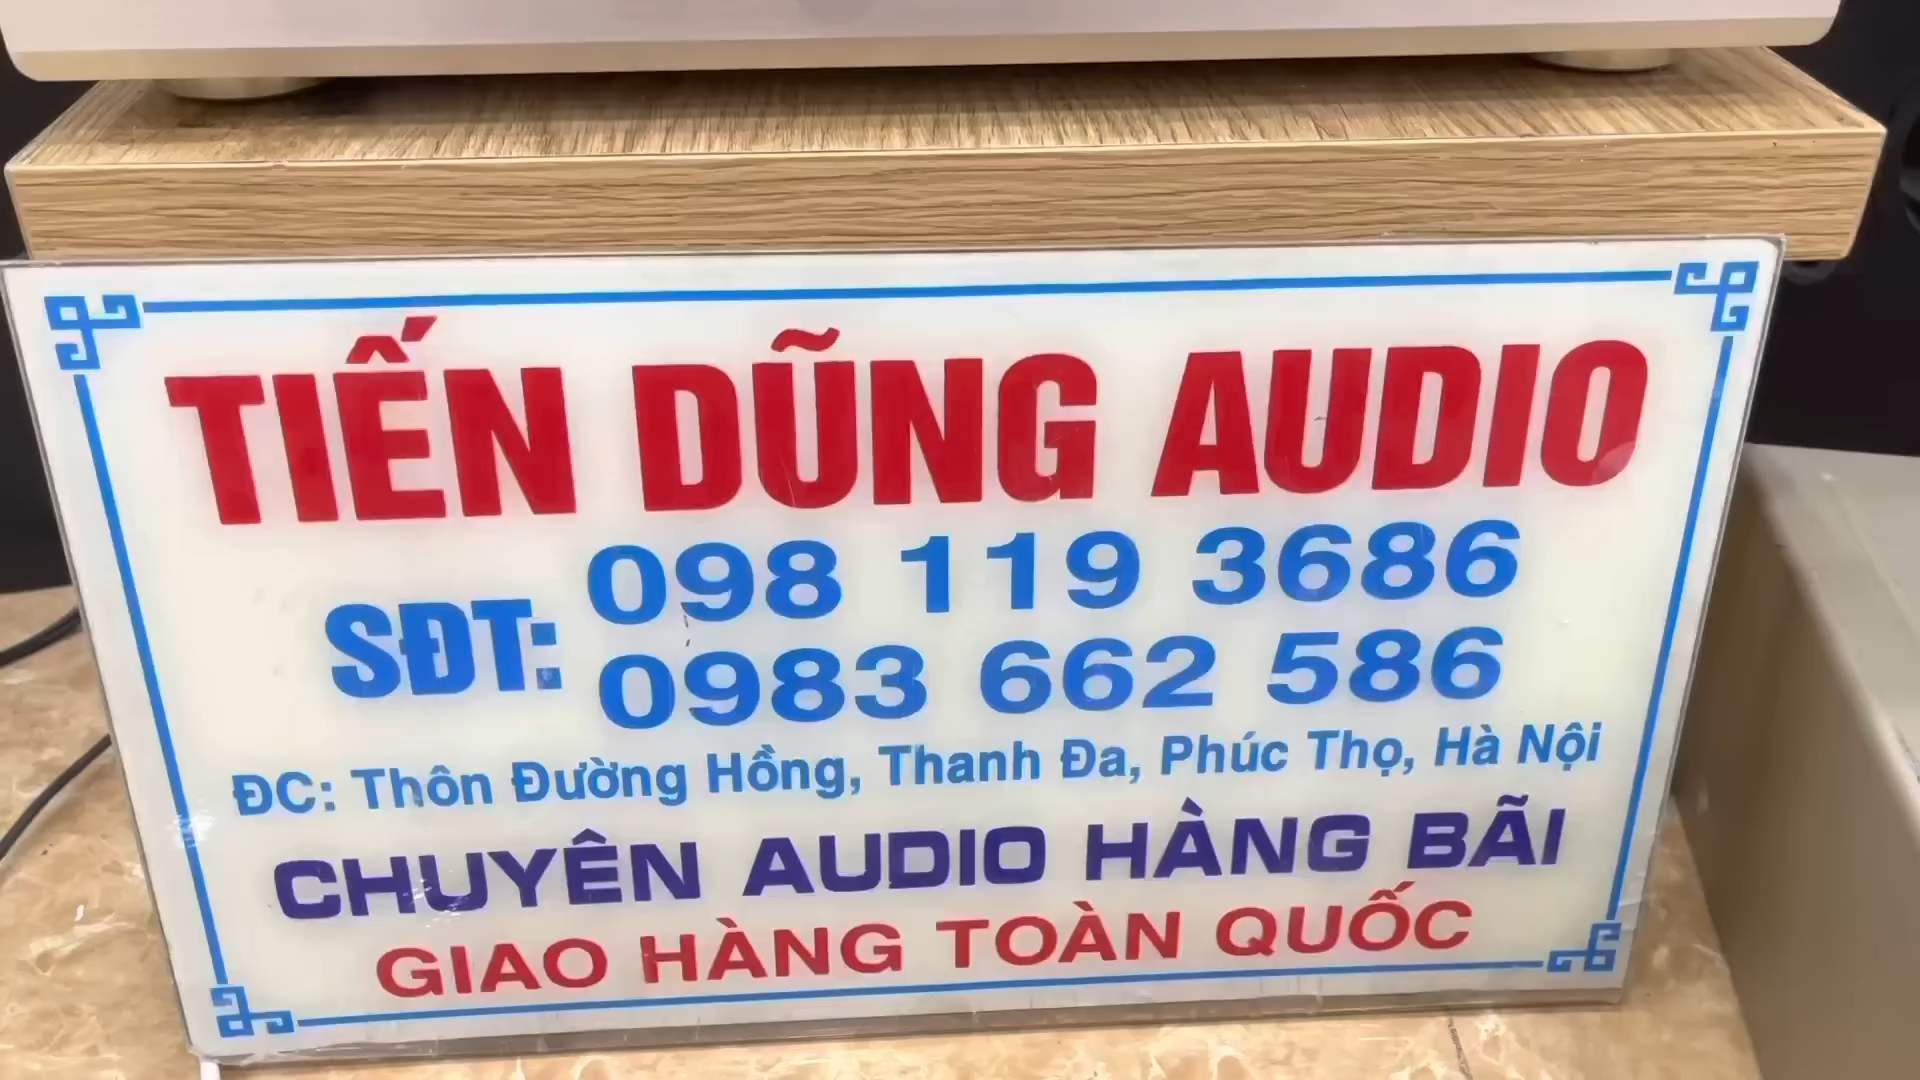 TIẾN DŨNG AUDIO
SĐT: 098 119 3686
0983 662 586
ĐC: Thôn Đường Hồng, Thanh Đa, Phúc Thọ, Hà Nội
CHUYÊN AUDIO HÀNG BÃI
GIAO HÀNG TOÀN QUỐC